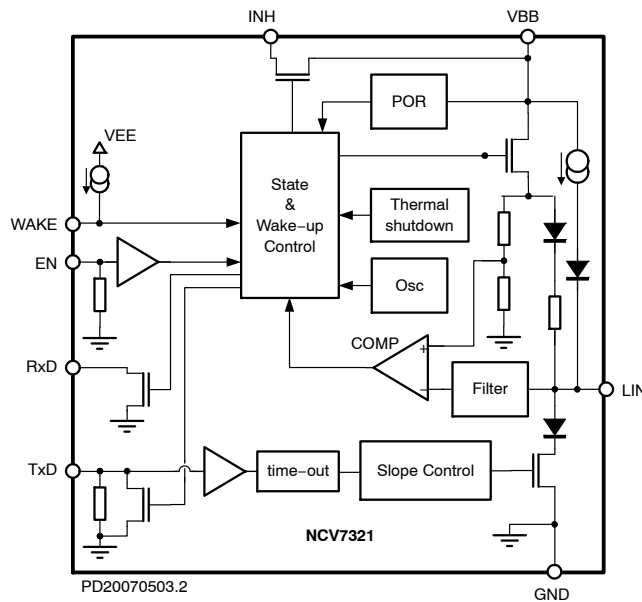 INH
VBB
POR
VEE
State
&
Wake−up
Control
Thermal
shutdown
WAKE
EN
Osc
COMP
+
−
RxD
Filter
LIN
TxD
time−out
Slope Control
NCV7321
PD20070503.2
GND